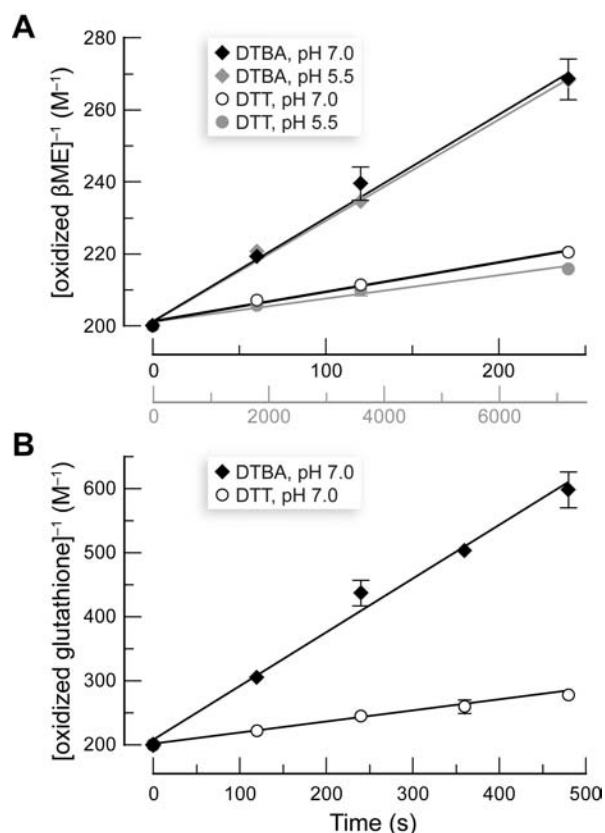 A
DTBA, pH 7.0
DTBA, pH 5.5
DTT, pH 7.0
DTT, pH 5.5
[oxidized βME]⁻¹ (M⁻¹)
280
260
240
220
200
0 100 200
0 2000 4000 6000
B
DTBA, pH 7.0
DTT, pH 7.0
[oxidized glutathione]⁻¹ (M⁻¹)
600
500
400
300
200
0 100 200 300 400 500
Time (s)